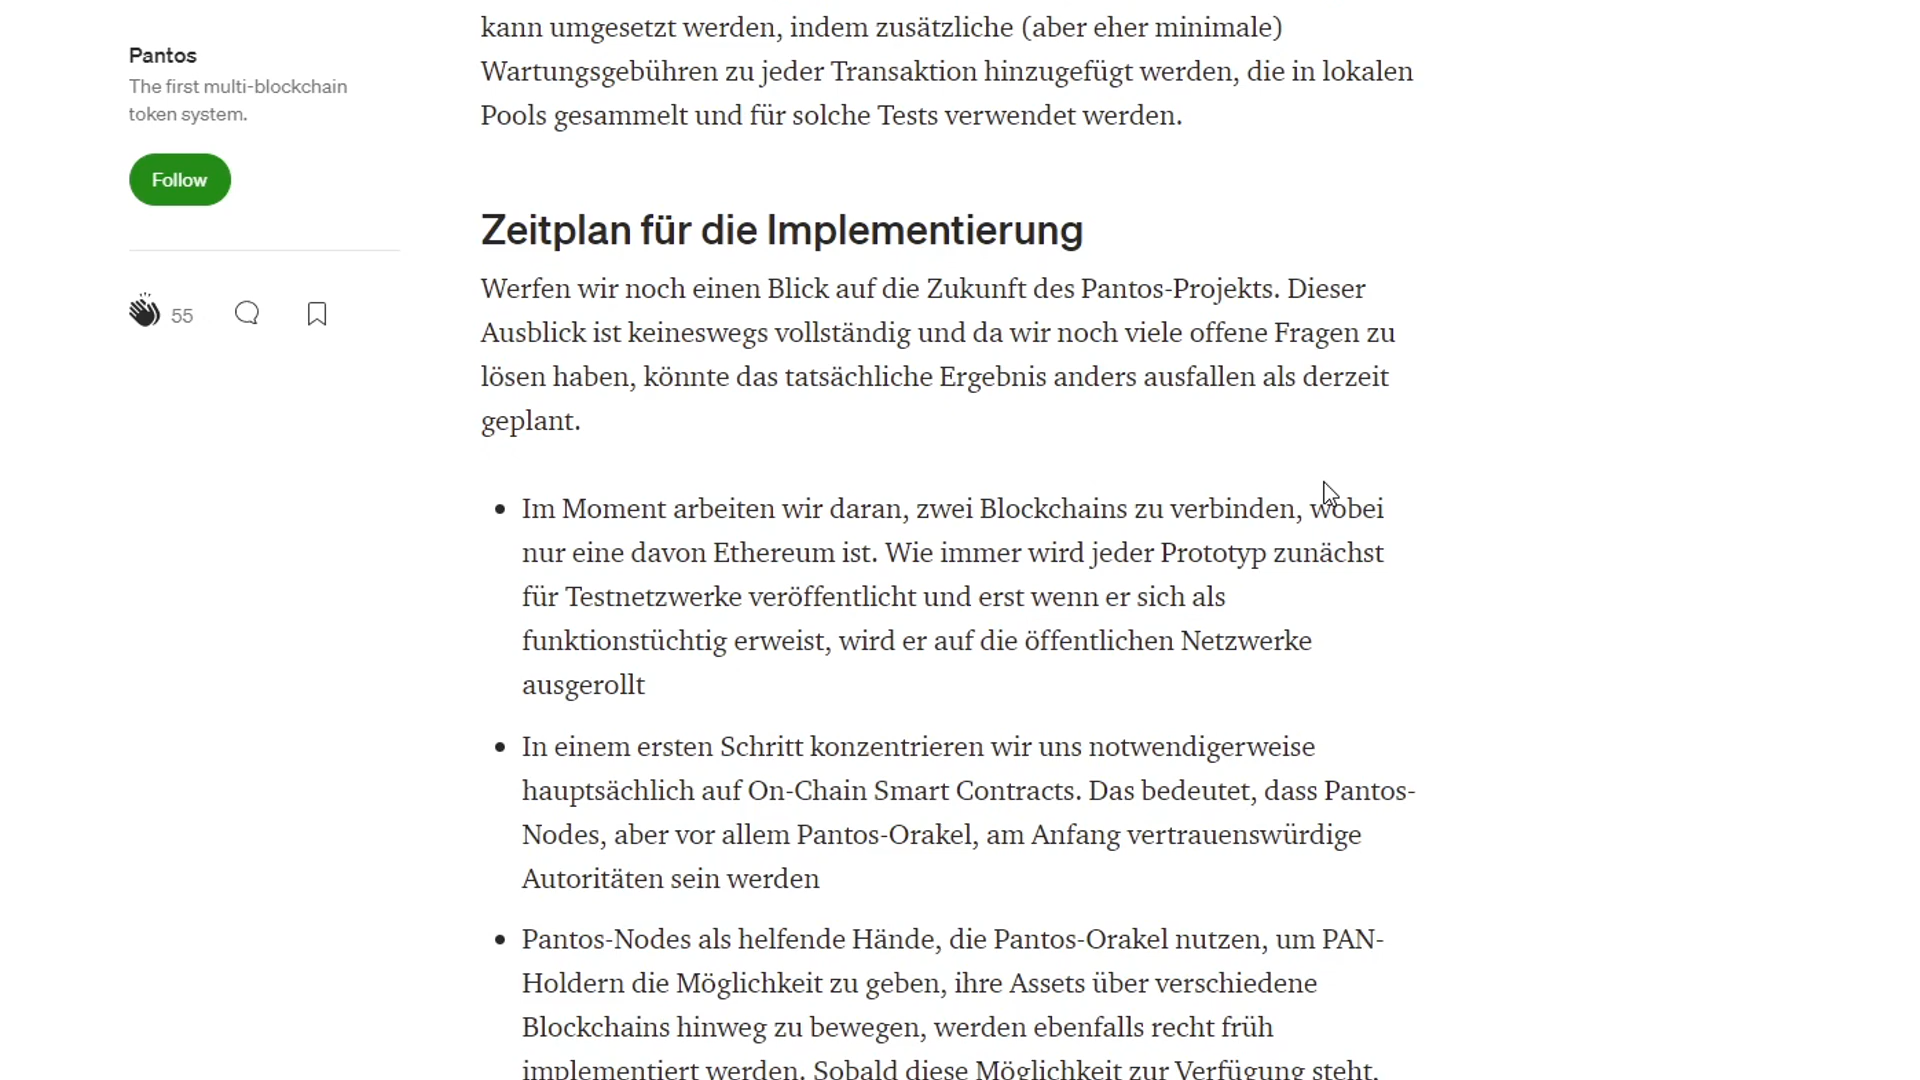 Pantos
The first multi-blockchain
token system.
Follow
55
kann umgesetzt werden, indem zusätzliche (aber eher minimale)
Wartungsgebühren zu jeder Transaktion hinzugefügt werden, die in lokalen
Pools gesammelt und für solche Tests verwendet werden.
Zeitplan für die Implementierung
Werfen wir noch einen Blick auf die Zukunft des Pantos-Projekts. Dieser
Ausblick ist keineswegs vollständig und da wir noch viele offene Fragen zu
lösen haben, könnte das tatsächliche Ergebnis anders ausfallen als derzeit
geplant.
• Im Moment arbeiten wir daran, zwei Blockchains zu verbinden, wobei
nur eine davon Ethereum ist. Wie immer wird jeder Prototyp zunächst
für Testnetzwerke veröffentlicht und erst wenn er sich als
funktionstüchtig erweist, wird er auf die öffentlichen Netzwerke
ausgerollt
• In einem ersten Schritt konzentrieren wir uns notwendigerweise
hauptsächlich auf On-Chain Smart Contracts. Das bedeutet, dass Pantos-
Nodes, aber vor allem Pantos-Orakel, am Anfang vertrauenswürdige
Autoritäten sein werden
• Pantos-Nodes als helfende Hände, die Pantos-Orakel nutzen, um PAN-
Holdern die Möglichkeit zu geben, ihre Assets über verschiedene
Blockchains hinweg zu bewegen, werden ebenfalls recht früh
implementiert werden. Sobald diese Möglichkeit zur Verfügung steht,